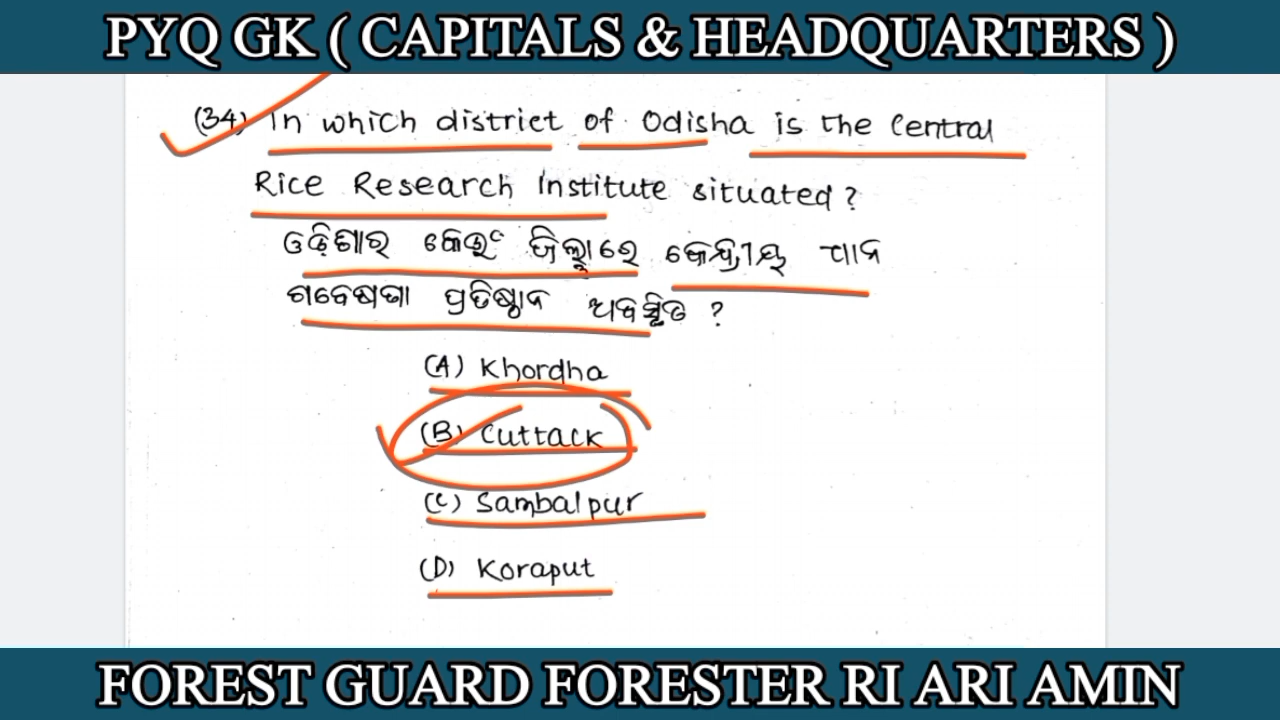 PYQ GK ( CAPITALS & HEADQUARTERS )
(34) In which district of Odisha is the Central
Rice Research Institute situated ?
ଓଡ଼ିଶାର କେଉଂ ଜିଲ୍ଲାରେ କେନ୍ଦ୍ରୀୟ ଧାନ
ଗବେଷଣା ପ୍ରତିଷ୍ଠାନ ଅବସ୍ଥିତ ?
(A) Khordha
(B) Cuttack
(C) Sambalpur
(D) Koraput
FOREST GUARD FORESTER RI ARI AMIN